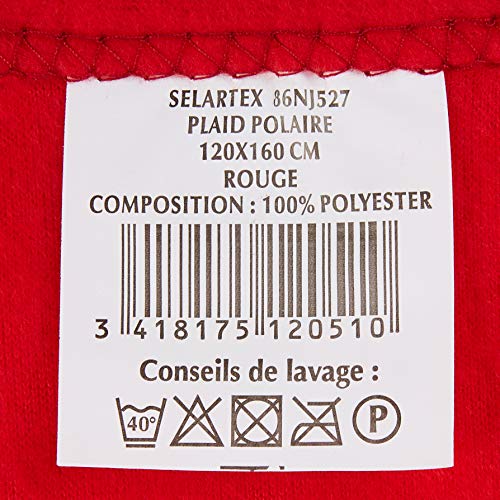 SELARTEX 86NJ527
PLAID POLAIRE
120X160 CM
ROUGE
COMPOSITION : 100% POLYESTER
3 418175 120510
Conseils de lavage :
40° P